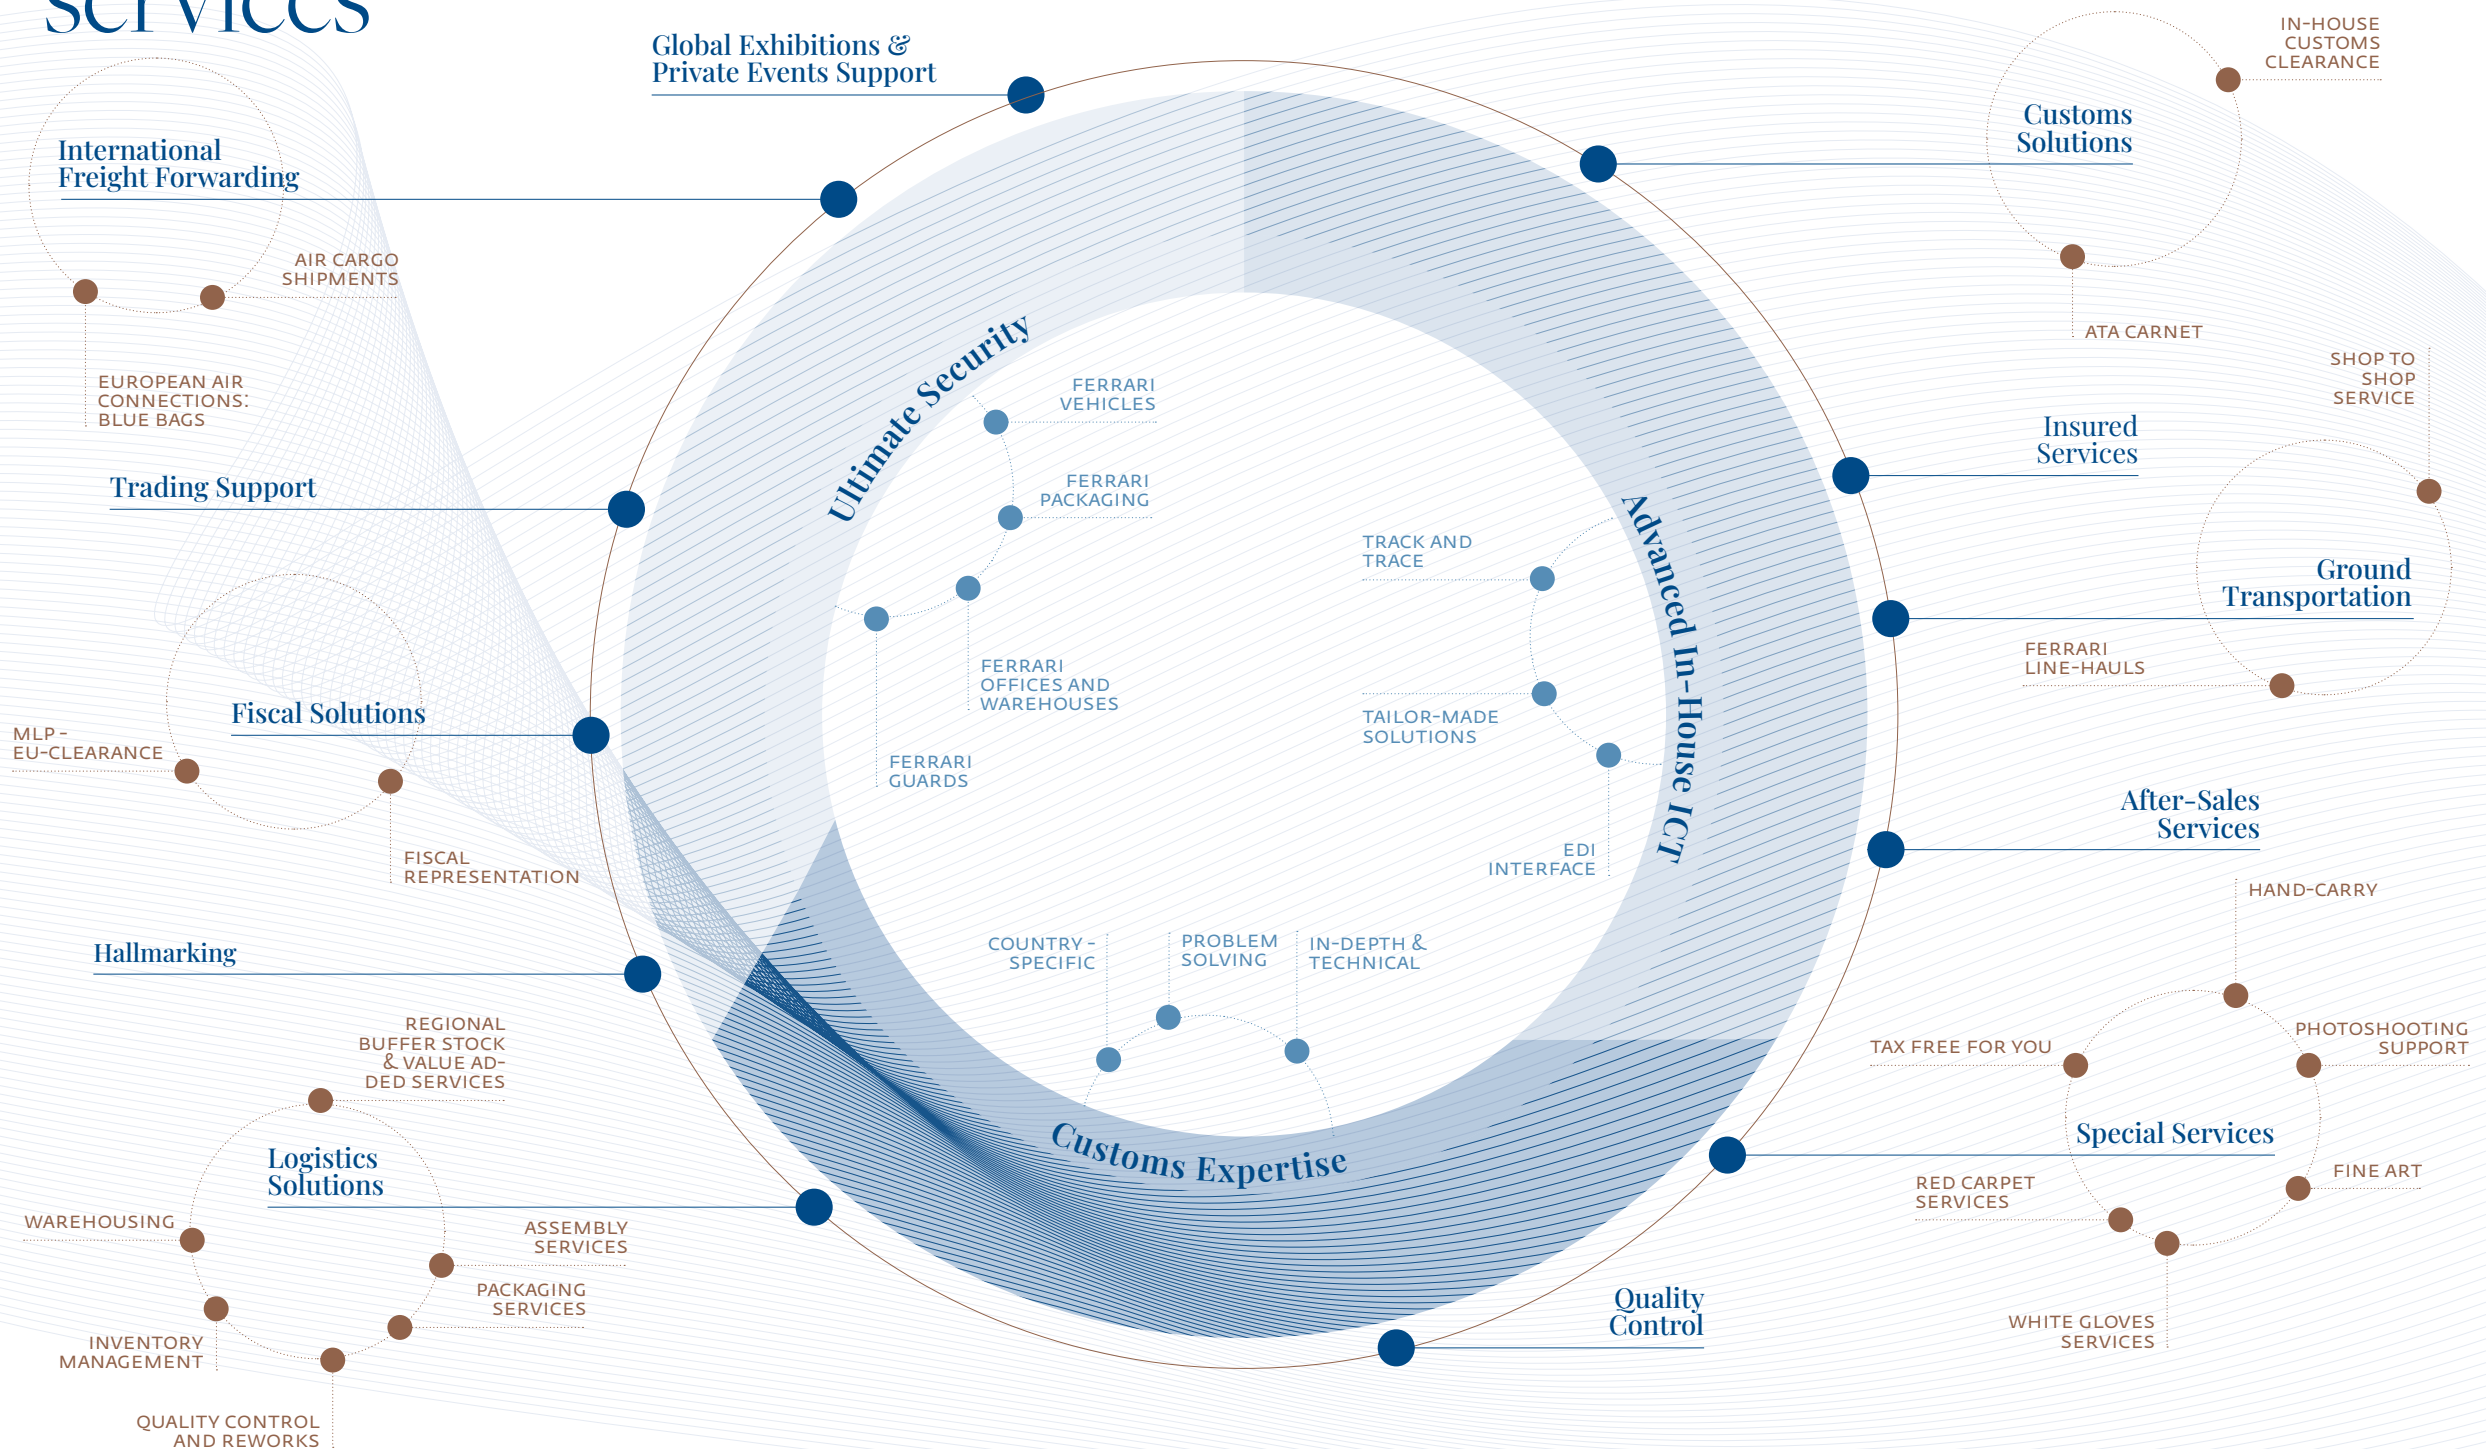 services
Global Exhibitions &
Private Events Support
International
Freight Forwarding
AIR CARGO
SHIPMENTS
EUROPEAN AIR
CONNECTIONS:
BLUE BAGS
Trading Support
Fiscal Solutions
MLP -
EU-CLEARANCE
FISCAL
REPRESENTATION
Hallmarking
REGIONAL
BUFFER STOCK
& VALUE AD-
DED SERVICES
Logistics
Solutions
WAREHOUSING
ASSEMBLY
SERVICES
PACKAGING
SERVICES
INVENTORY
MANAGEMENT
QUALITY CONTROL
AND REWORKS
Ultimate Security
FERRARI
VEHICLES
FERRARI
PACKAGING
FERRARI
OFFICES AND
WAREHOUSES
FERRARI
GUARDS
Advanced In-House ICT
TRACK AND
TRACE
TAILOR-MADE
SOLUTIONS
EDI
INTERFACE
COUNTRY -
SPECIFIC
PROBLEM
SOLVING
IN-DEPTH &
TECHNICAL
Customs Expertise
IN-HOUSE
CUSTOMS
CLEARANCE
Customs
Solutions
ATA CARNET
SHOP TO
SHOP
SERVICE
Insured
Services
Ground
Transportation
FERRARI
LINE-HAULS
After-Sales
Services
HAND-CARRY
PHOTOSHOOTING
SUPPORT
TAX FREE FOR YOU
Special Services
FINE ART
RED CARPET
SERVICES
WHITE GLOVES
SERVICES
Quality
Control